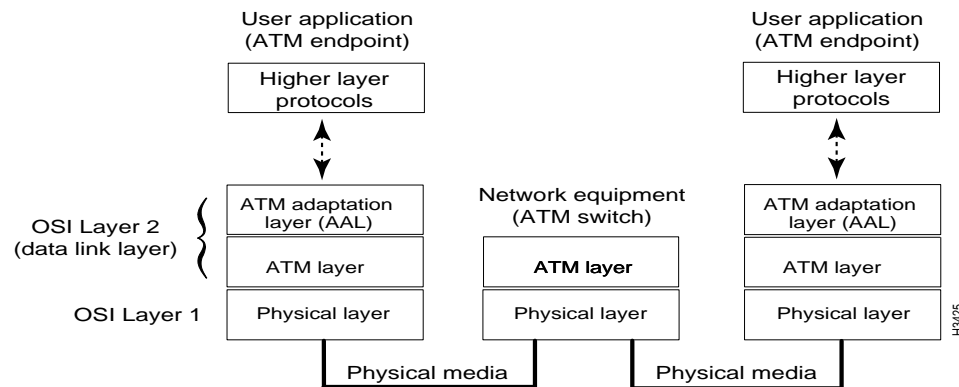 User application
(ATM endpoint)
User application
(ATM endpoint)
Higher layer
protocols
Higher layer
protocols
ATM adaptation
layer (AAL)
Network equipment
(ATM switch)
ATM adaptation
layer (AAL)
OSI Layer 2
(data link layer)
ATM layer
ATM layer
ATM layer
OSI Layer 1
Physical layer
Physical layer
Physical layer
H3425
Physical media
Physical media